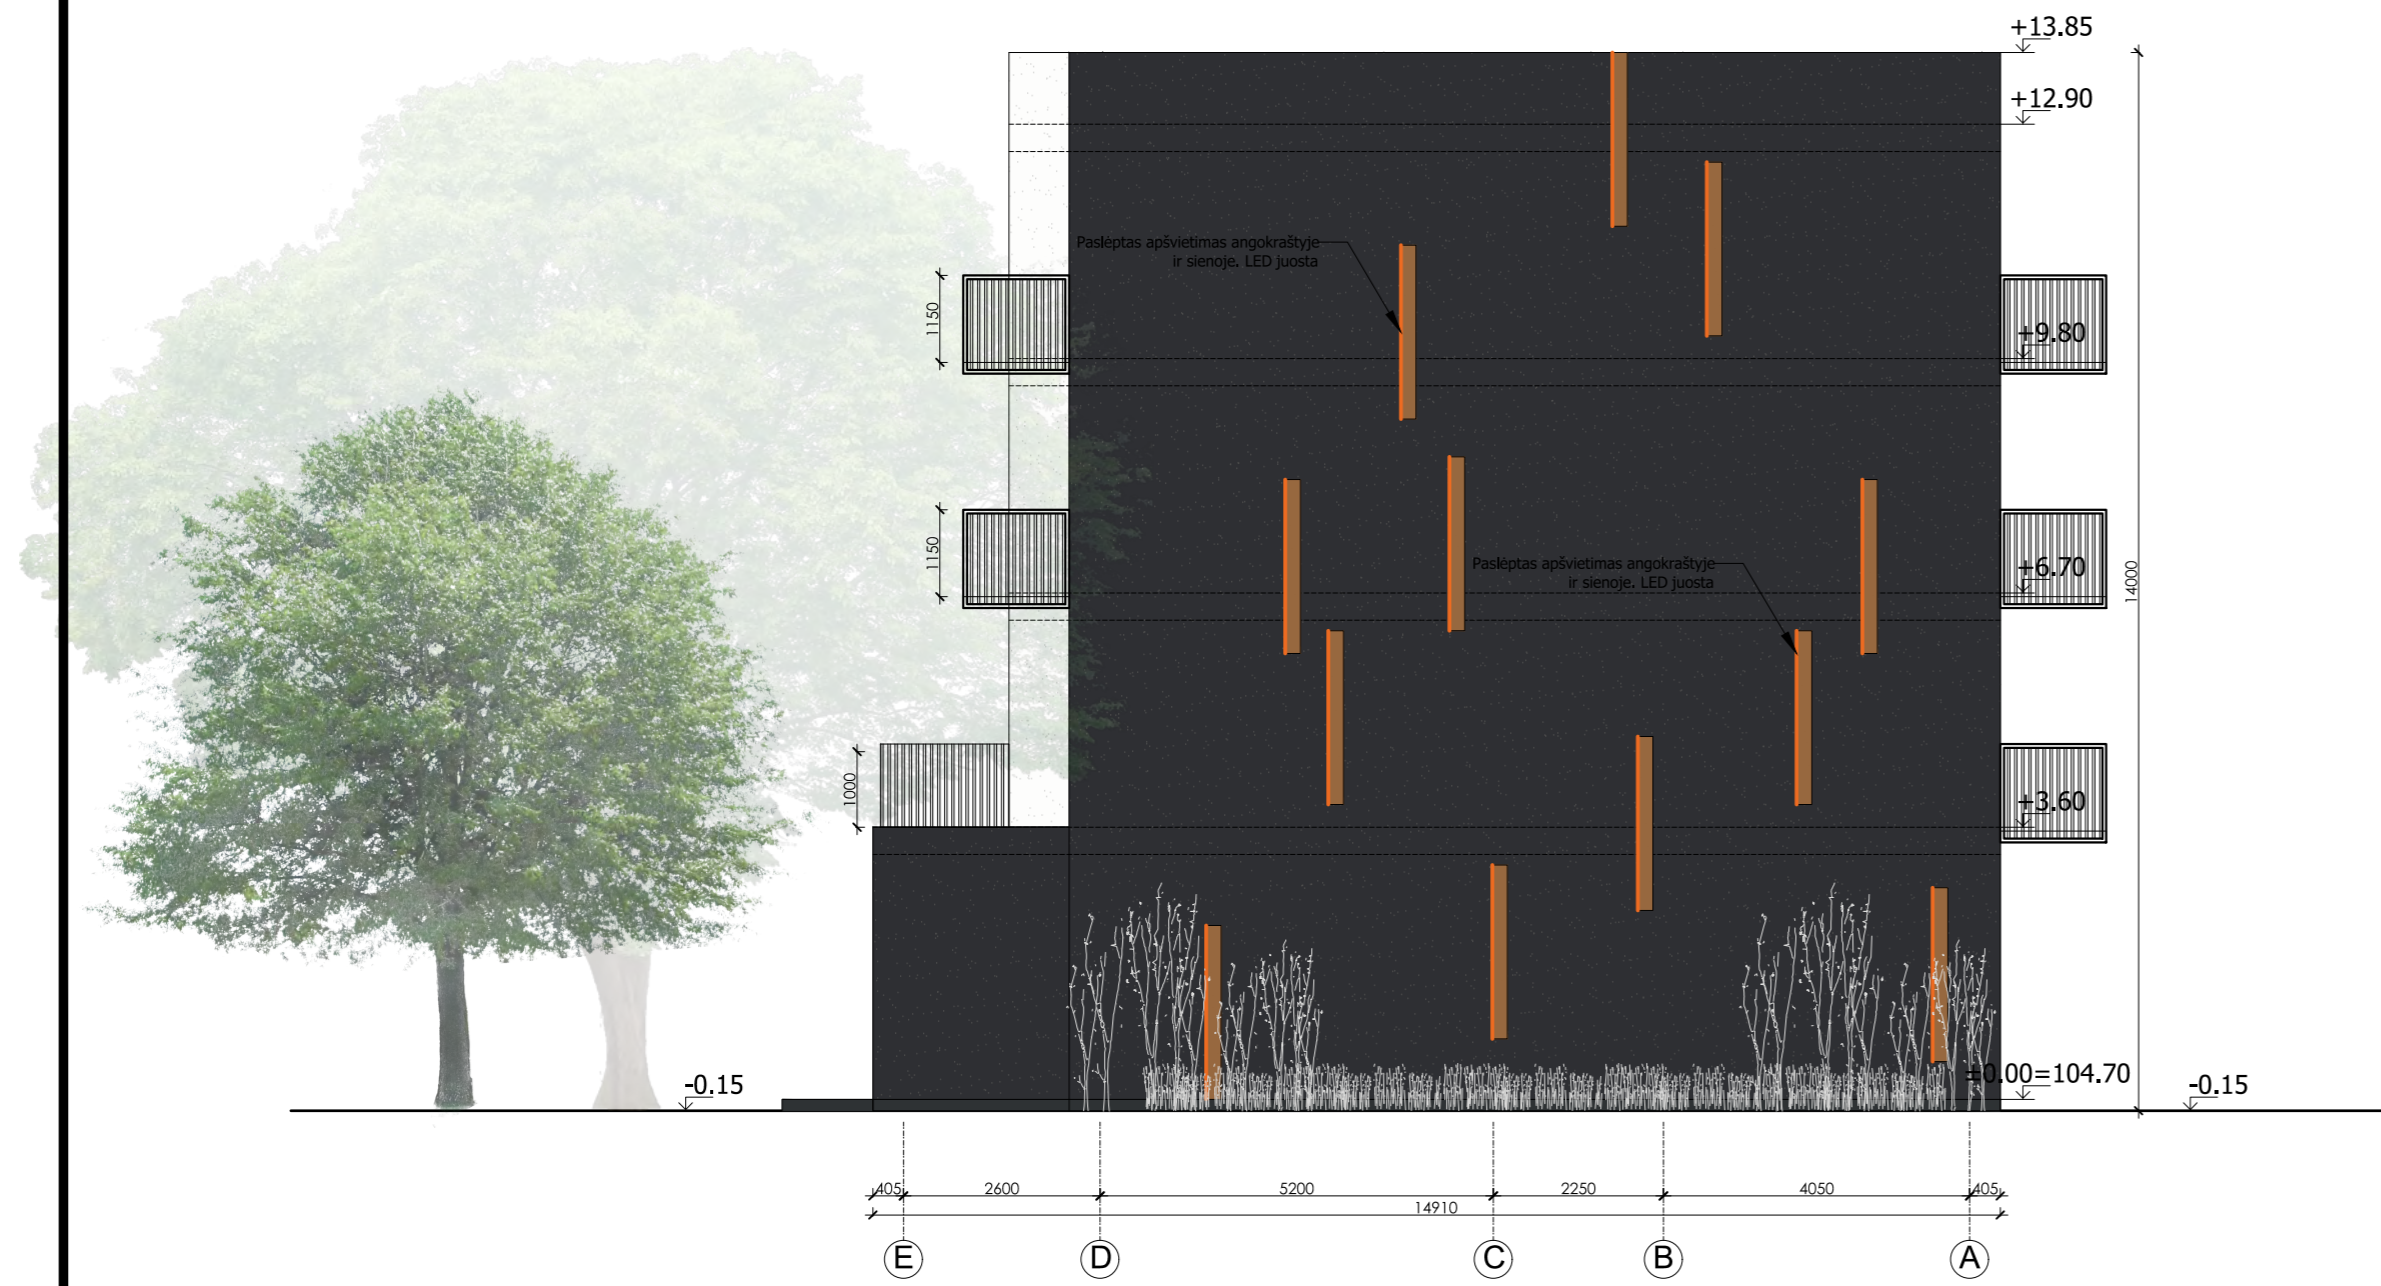 +13.85
+12.90
Paslėptas apšvietimas angokraštyje
ir sienoje. LED juosta
1150
+9.80
1150
Paslėptas apšvietimas angokraštyje
ir sienoje. LED juosta
+6.70
14000
1000
+3.60
-0.15
±0.00=104.70
-0.15
405
2600
5200
2250
4050
405
14910
E
D
C
B
A